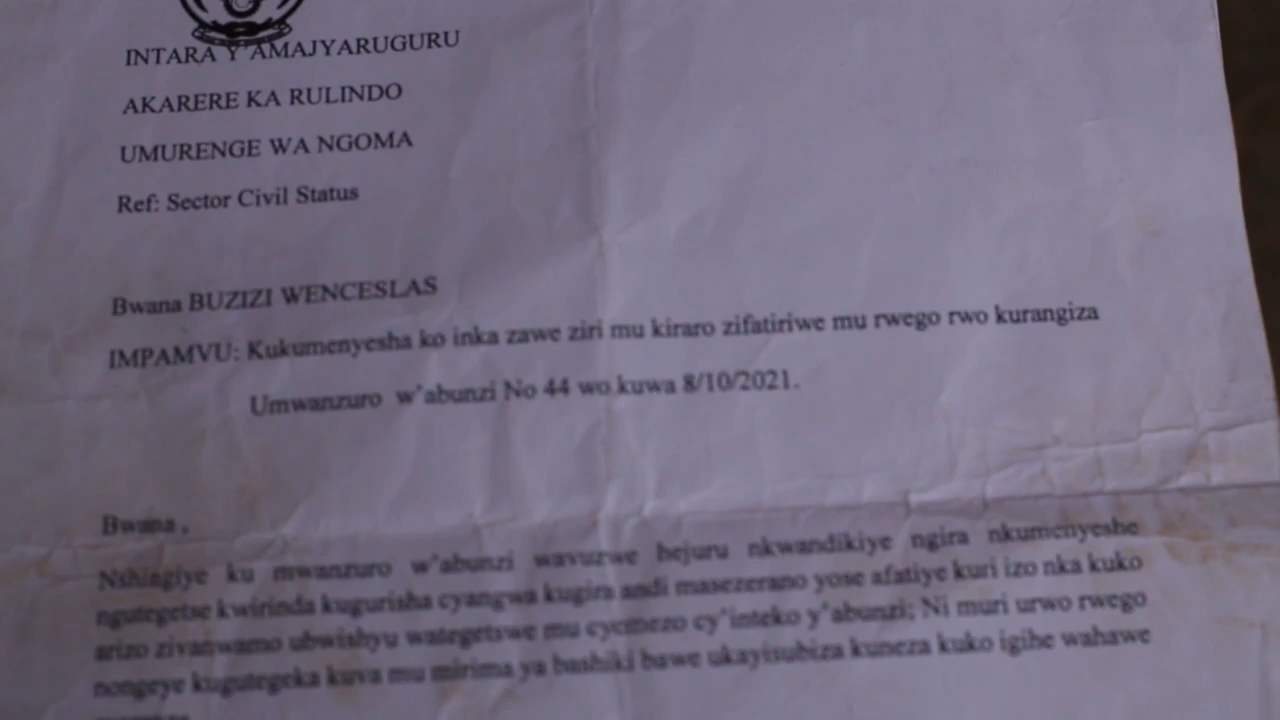 INTARA Y'AMAJYARUGURU
AKARERE KA RULINDO
UMURENGE WA NGOMA
Ref: Sector Civil Status
Bwana BUZIZI WENCESLAS
IMPAMVU: Kukumenyesha ko inka zawe ziri mu kiraro zifatiriwe mu rwego rwo kurangiza
Umwanzuro w'abunzi No 44 wo kuwa 8/10/2021.
Bwana,
Nshingiye ku mwanzuro w'abunzi wavuzwe hejuru nkwandikiye ngira nkumenyeshe
ngutegetse kwirinda kugurisha cyangwa kugira andi masezerano yose afatiye kuri izo nka kuko
arizo zivanwamo ubwishyu wategetswe mu cyemezo cy'inteko y'abunzi; Ni muri urwo rwego
nongeye kugutegeka kuva mu mirima ya bashiki bawe ukayisubiza kuneza kuko igihe wahawe